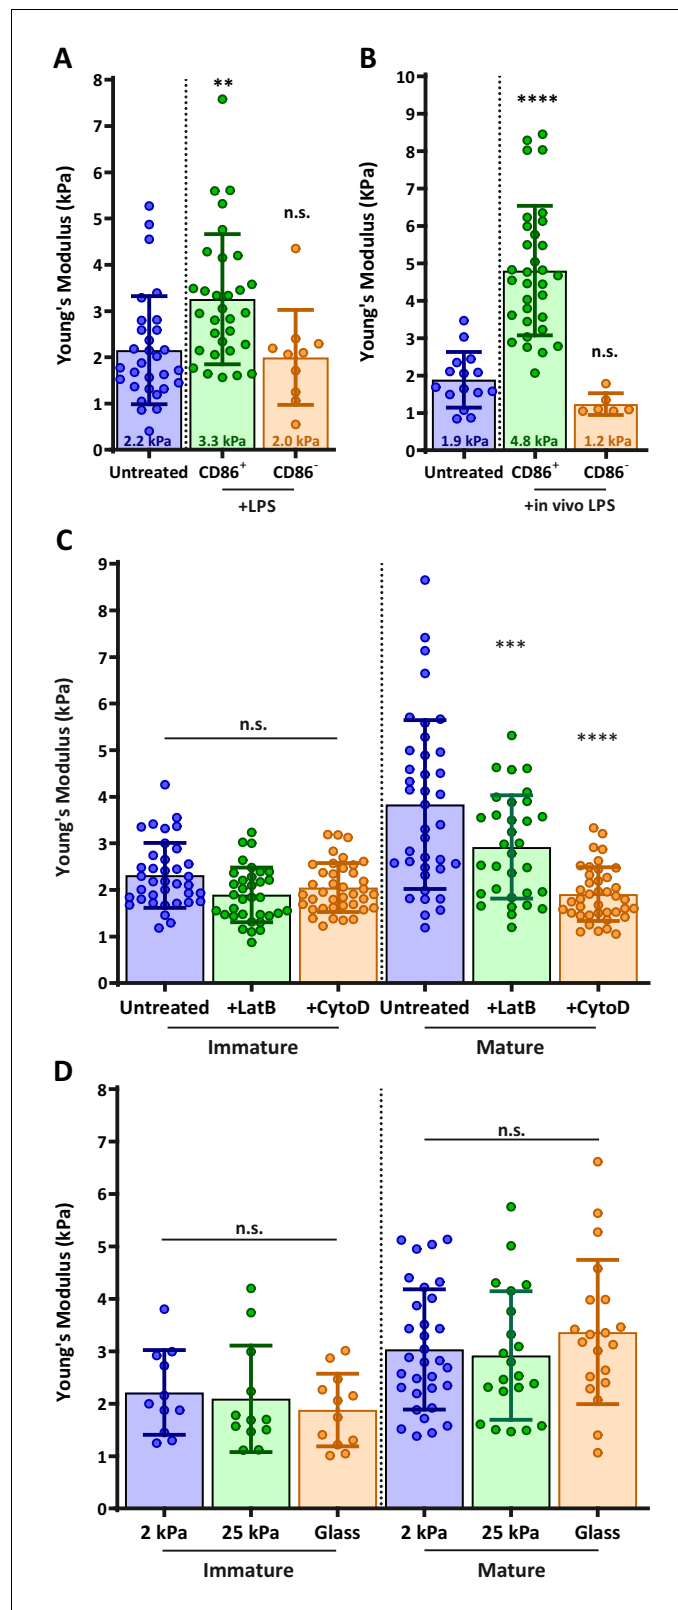 A
Young's Modulus (kPa)
8
7
6
5
4
3
2
1
0
**
n.s.
2.2 kPa
3.3 kPa
2.0 kPa
Untreated
CD86+
CD86-
+LPS
B
Young's Modulus (KPa)
10
9
8
7
6
5
4
3
2
1
0
****
n.s.
1.9 kPa
4.8 kPa
1.2 kPa
Untreated
CD86+
CD86-
+in vivo LPS
C
Young's Modulus (kPa)
9
8
7
6
5
4
3
2
1
0
n.s.
***
****
Untreated
+LatB
+CytoD
Untreated
+LatB
+CytoD
Immature
Mature
D
Young's Modulus (kPa)
8
7
6
5
4
3
2
1
0
n.s.
n.s.
2 kPa
25 kPa
Glass
2 kPa
25 kPa
Glass
Immature
Mature